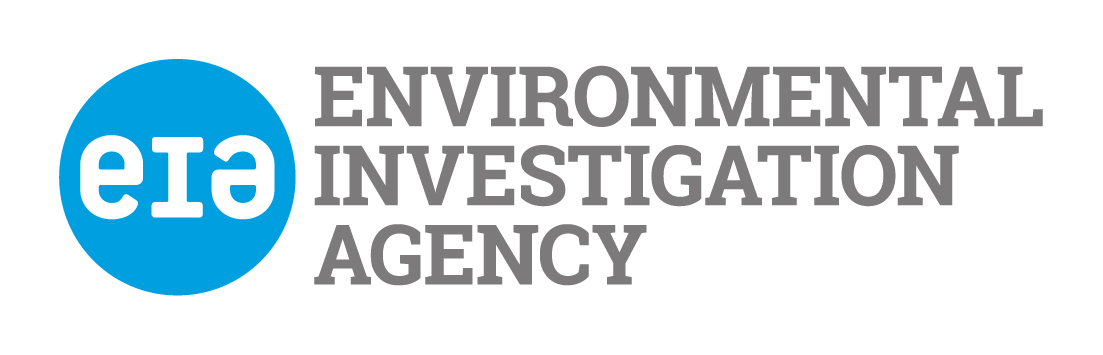 eia
ENVIRONMENTAL
INVESTIGATION
AGENCY